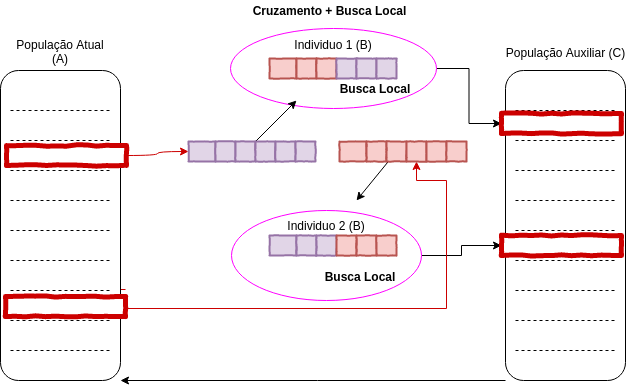 Cruzamento + Busca Local
População Atual
(A)
Individuo 1 (B)
Busca Local
População Auxiliar (C)
Individuo 2 (B)
Busca Local